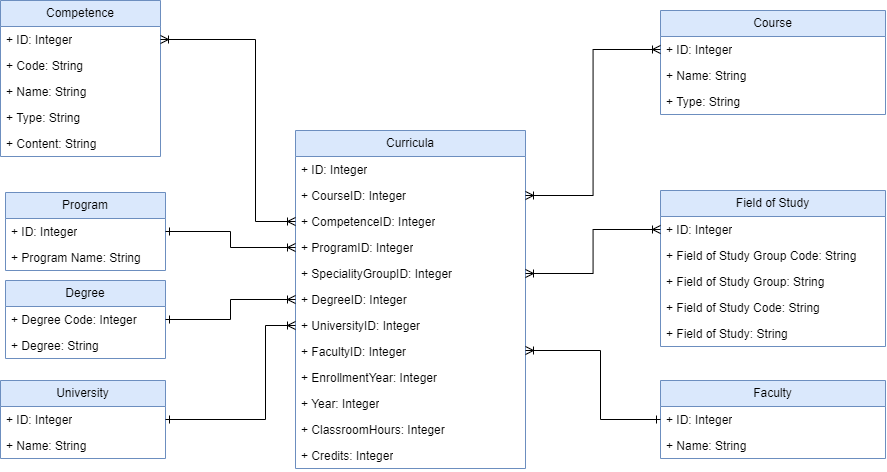 Competence
+ ID: Integer
+ Code: String
+ Name: String
+ Type: String
+ Content: String
Program
+ ID: Integer
+ Program Name: String
Degree
+ Degree Code: Integer
+ Degree: String
University
+ ID: Integer
+ Name: String
Curricula
+ ID: Integer
+ CourseID: Integer
+ CompetenceID: Integer
+ ProgramID: Integer
+ SpecialityGroupID: Integer
+ DegreeID: Integer
+ UniversityID: Integer
+ FacultyID: Integer
+ EnrollmentYear: Integer
+ Year: Integer
+ ClassroomHours: Integer
+ Credits: Integer
Course
+ ID: Integer
+ Name: String
+ Type: String
Field of Study
+ ID: Integer
+ Field of Study Group Code: String
+ Field of Study Group: String
+ Field of Study Code: String
+ Field of Study: String
Faculty
+ ID: Integer
+ Name: String